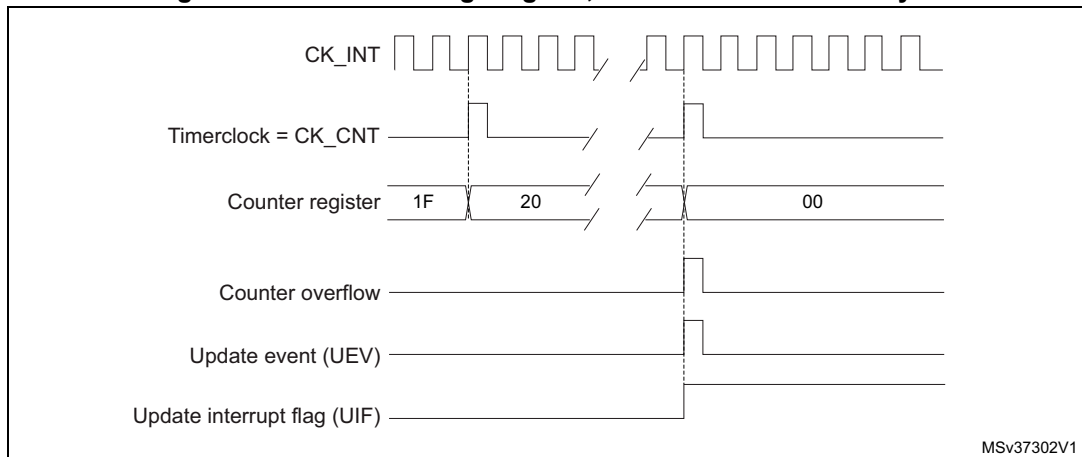 CK_INT
Timerclock = CK_CNT
Counter register 1F 20 00
Counter overflow
Update event (UEV)
Update interrupt flag (UIF)
MSv37302V1